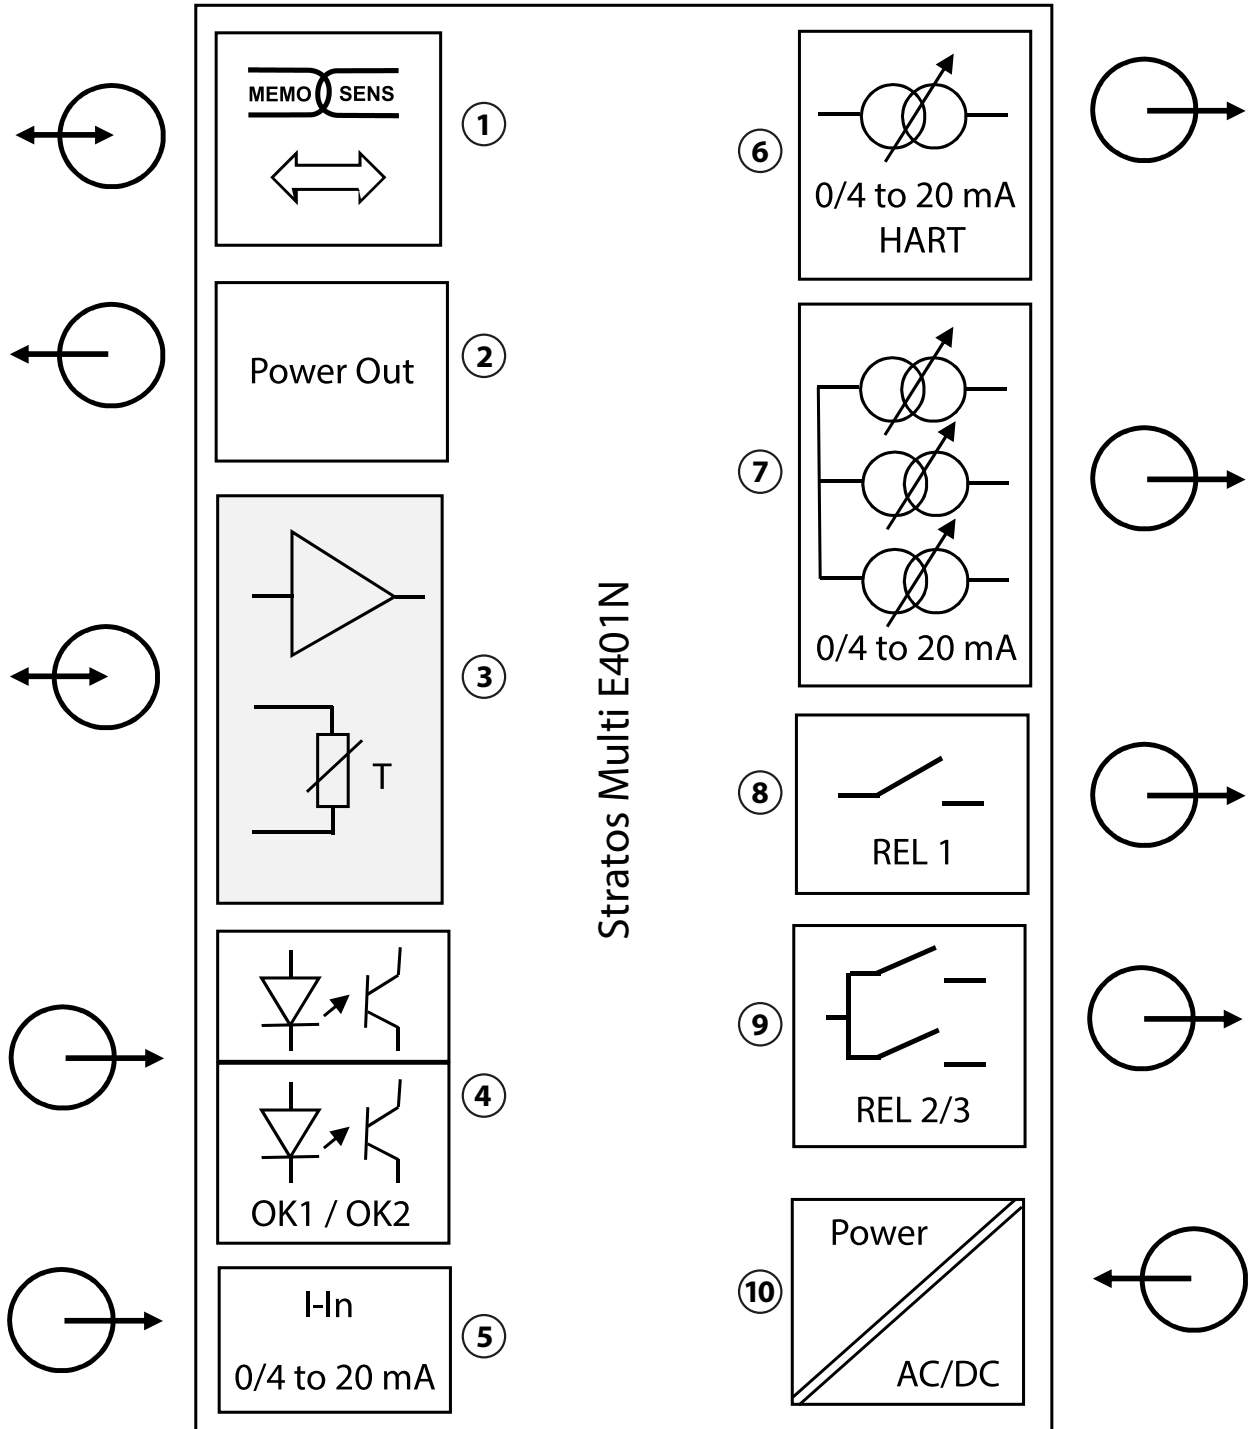 MEMO SENS
1
Power Out
2
3
T
4
OK1 / OK2
I-In
0/4 to 20 mA
5
Stratos Multi E401N
6
0/4 to 20 mA
HART
7
0/4 to 20 mA
8
REL 1
9
REL 2/3
10
Power
AC/DC